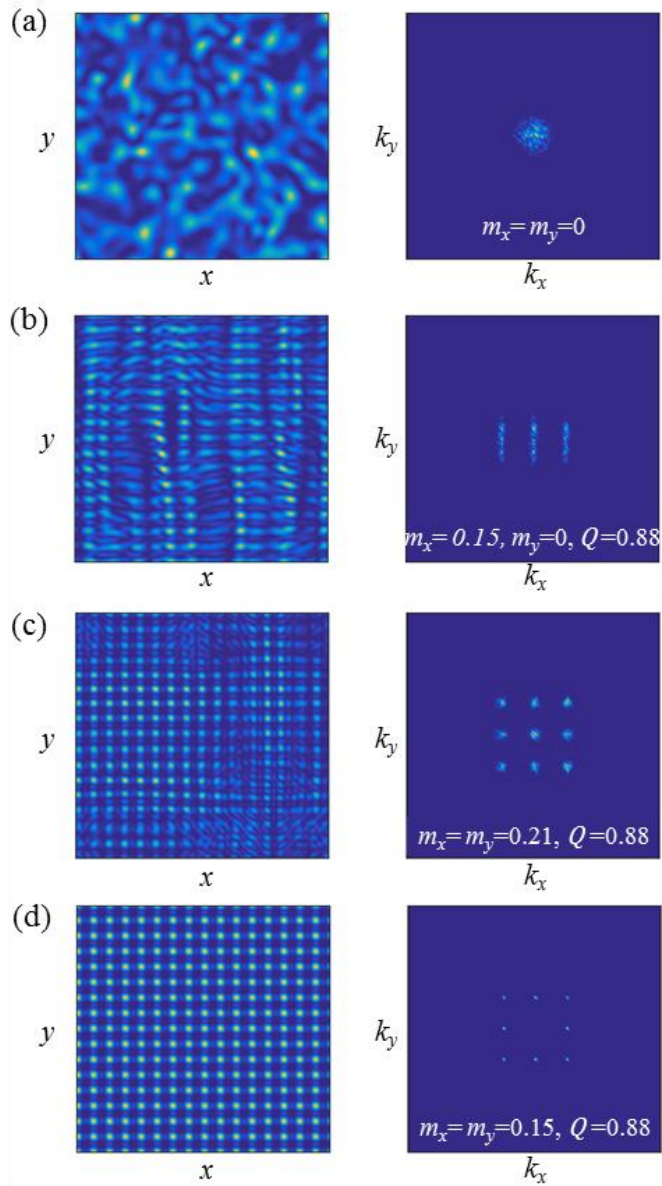 (a)
y
x
k_y
m_x= m_y=0
k_x
(b)
y
x
k_y
m_x= 0.15, m_y=0, Q=0.88
k_x
(c)
y
x
k_y
m_x= m_y=0.21, Q=0.88
k_x
(d)
y
x
k_y
m_x= m_y=0.15, Q=0.88
k_x